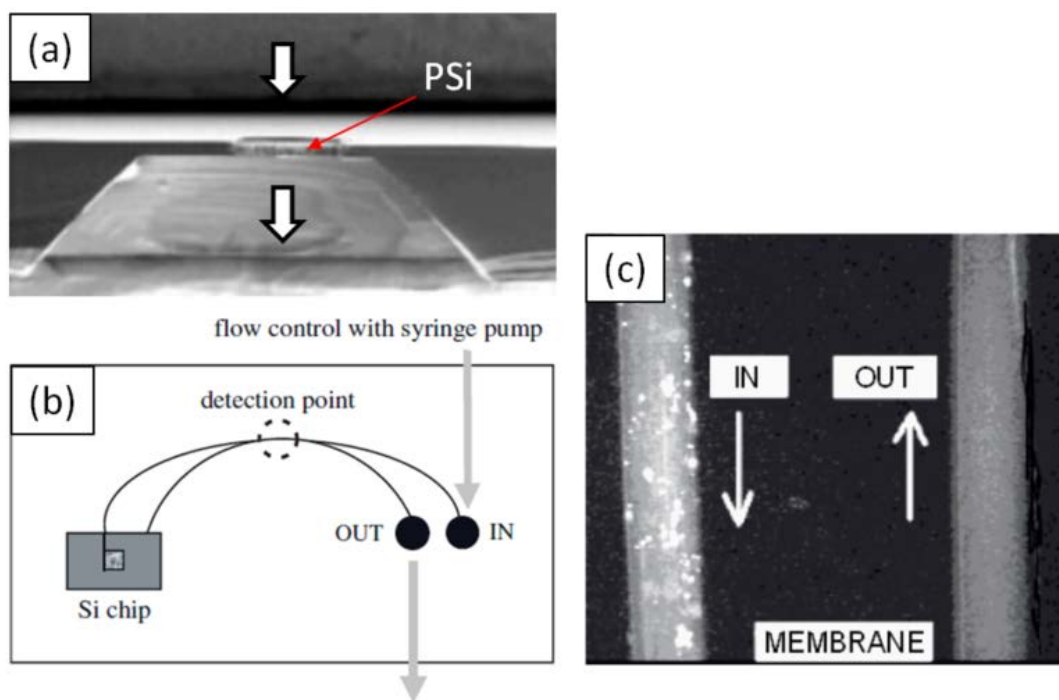 (a)
PSi
flow control with syringe pump
(b)
detection point
OUT
IN
Si chip
(c)
IN
OUT
MEMBRANE